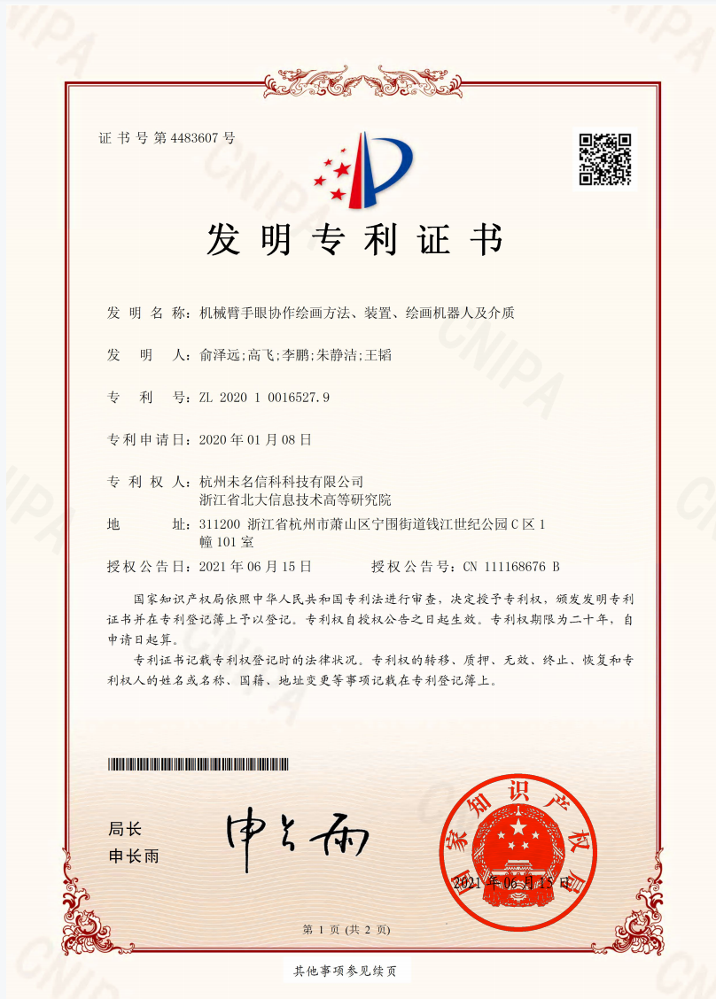 证书号第4483607号
发明专利证书
发明名称：机械臂手眼协作绘画方法、装置、绘画机器人及介质
发明人：俞泽远;高飞;李鹏;朱静洁;王韬
专利号：ZL 2020 1 0016527.9
专利申请日：2020年01月08日
专利权人：杭州未名信科科技有限公司
浙江省北大信息技术高等研究院
地址：311200 浙江省杭州市萧山区宁围街道钱江世纪公园C区1
幢101室
授权公告日：2021年06月15日 授权公告号：CN 111168676 B
国家知识产权局依照中华人民共和国专利法进行审查，决定授予专利权，颁发发明专利
证书并在专利登记簿上予以登记。专利权自授权公告之日起生效。专利权期限为二十年，自
申请日起算。
专利证书记载专利权登记时的法律状况。专利权的转移、质押、无效、终止、恢复和专
利权人的姓名或名称、国籍、地址变更等事项记载在专利登记簿上。
局长
申长雨
申长雨
国家知识产权局
2021年06月15日
第 1 页 (共 2 页)
其他事项参见续页
CNIPA
CNIPA
CNIPA
CNIPA
CNIPA